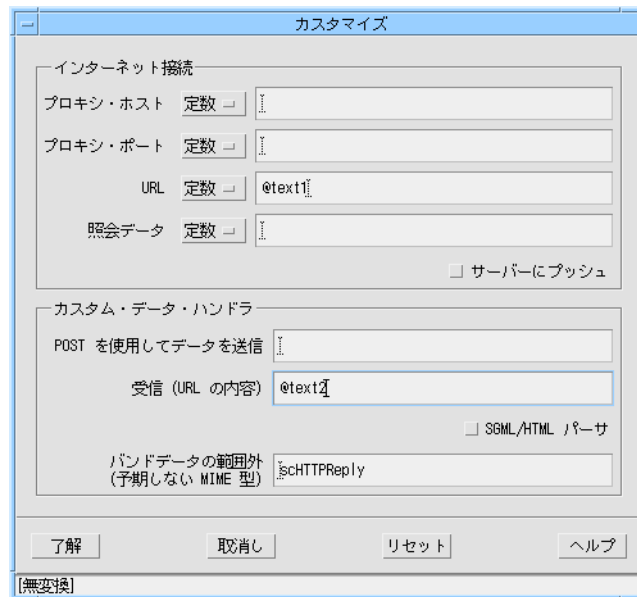 カスタマイズ
インターネット接続
プロキシ・ホスト 定数
プロキシ・ポート 定数
URL 定数 @text1
照会データ 定数
サーバーにプッシュ
カスタム・データ・ハンドラ
POST を使用してデータを送信
受信 (URL の内容) @text2
SGML/HTML パーサ
バンドデータの範囲外
(予期しない MIME 型) scHTTPReply
了解 取消し リセット ヘルプ
[無変換]